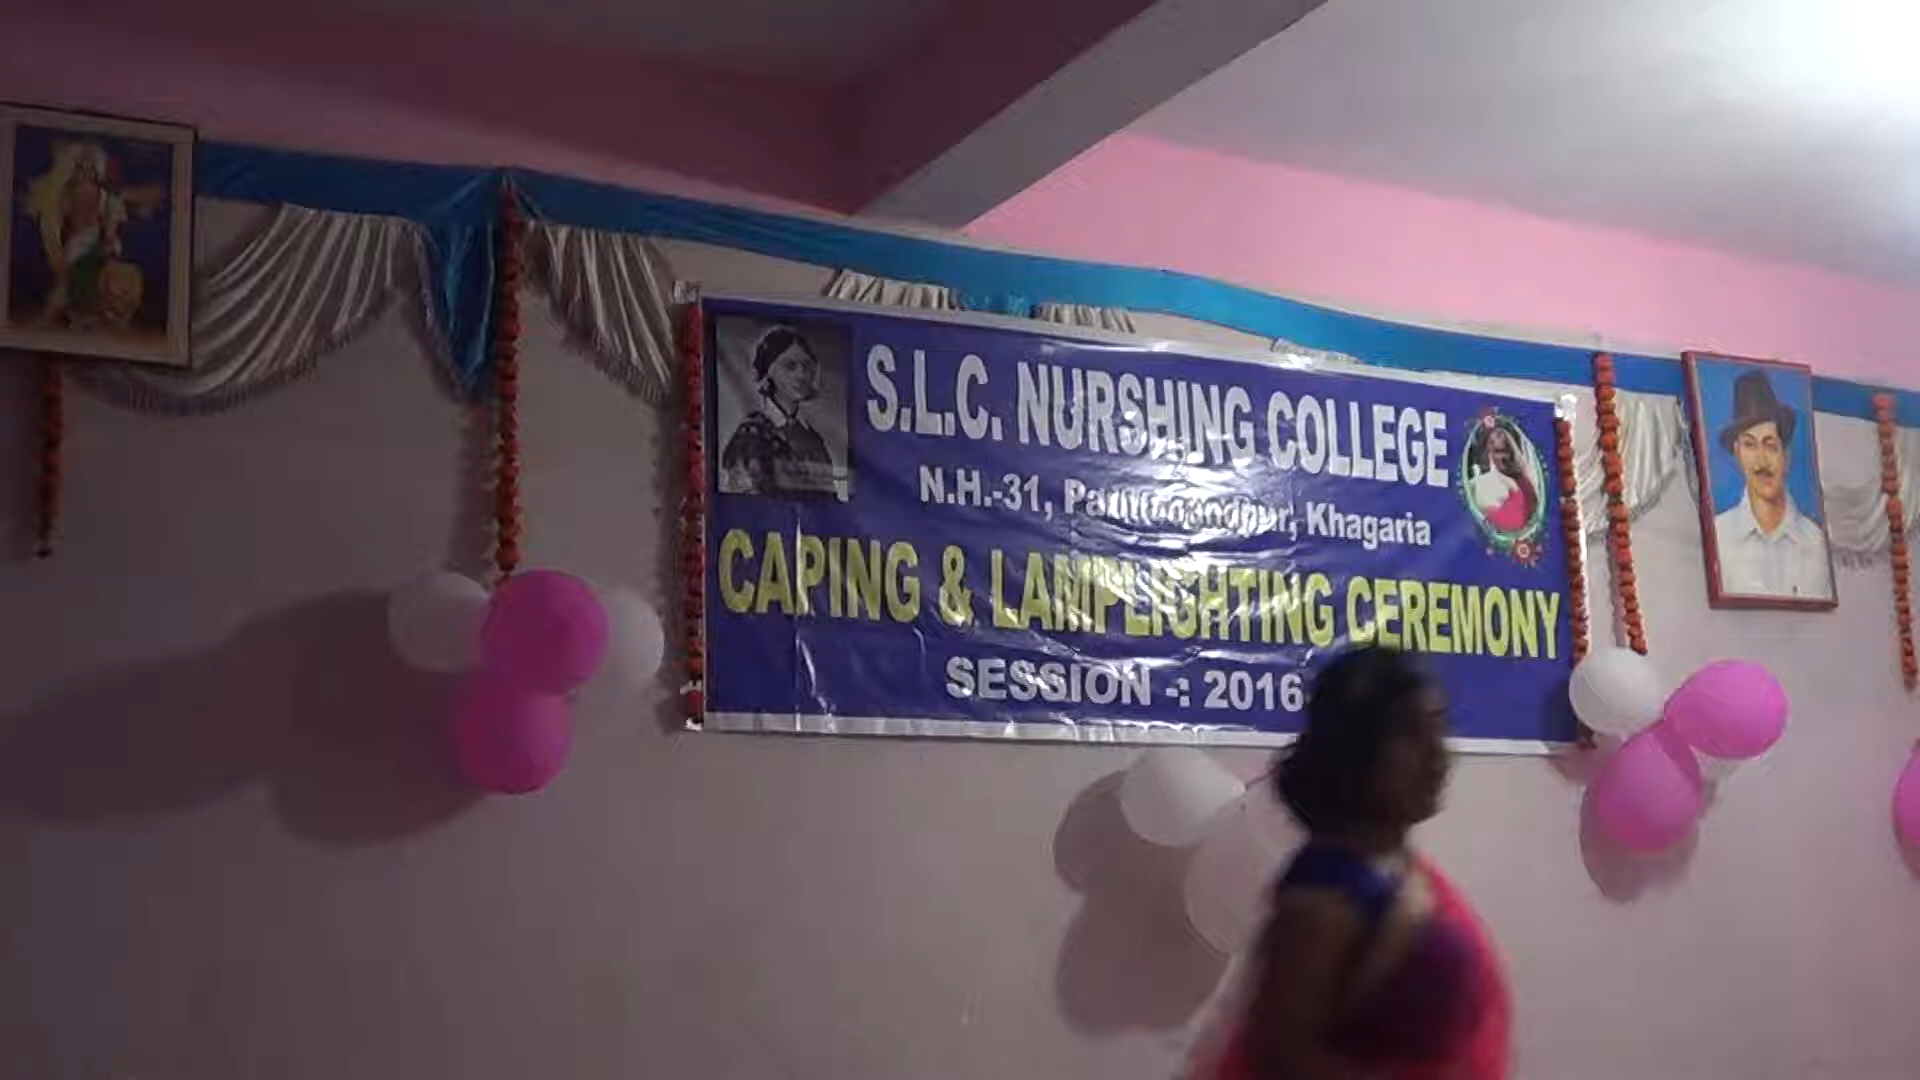 S.L.C. NURSHING COLLEGE
N.H.-31, Khagaria
CAPING & LAMPLIGHTING CEREMONY
SESSION -: 2016-